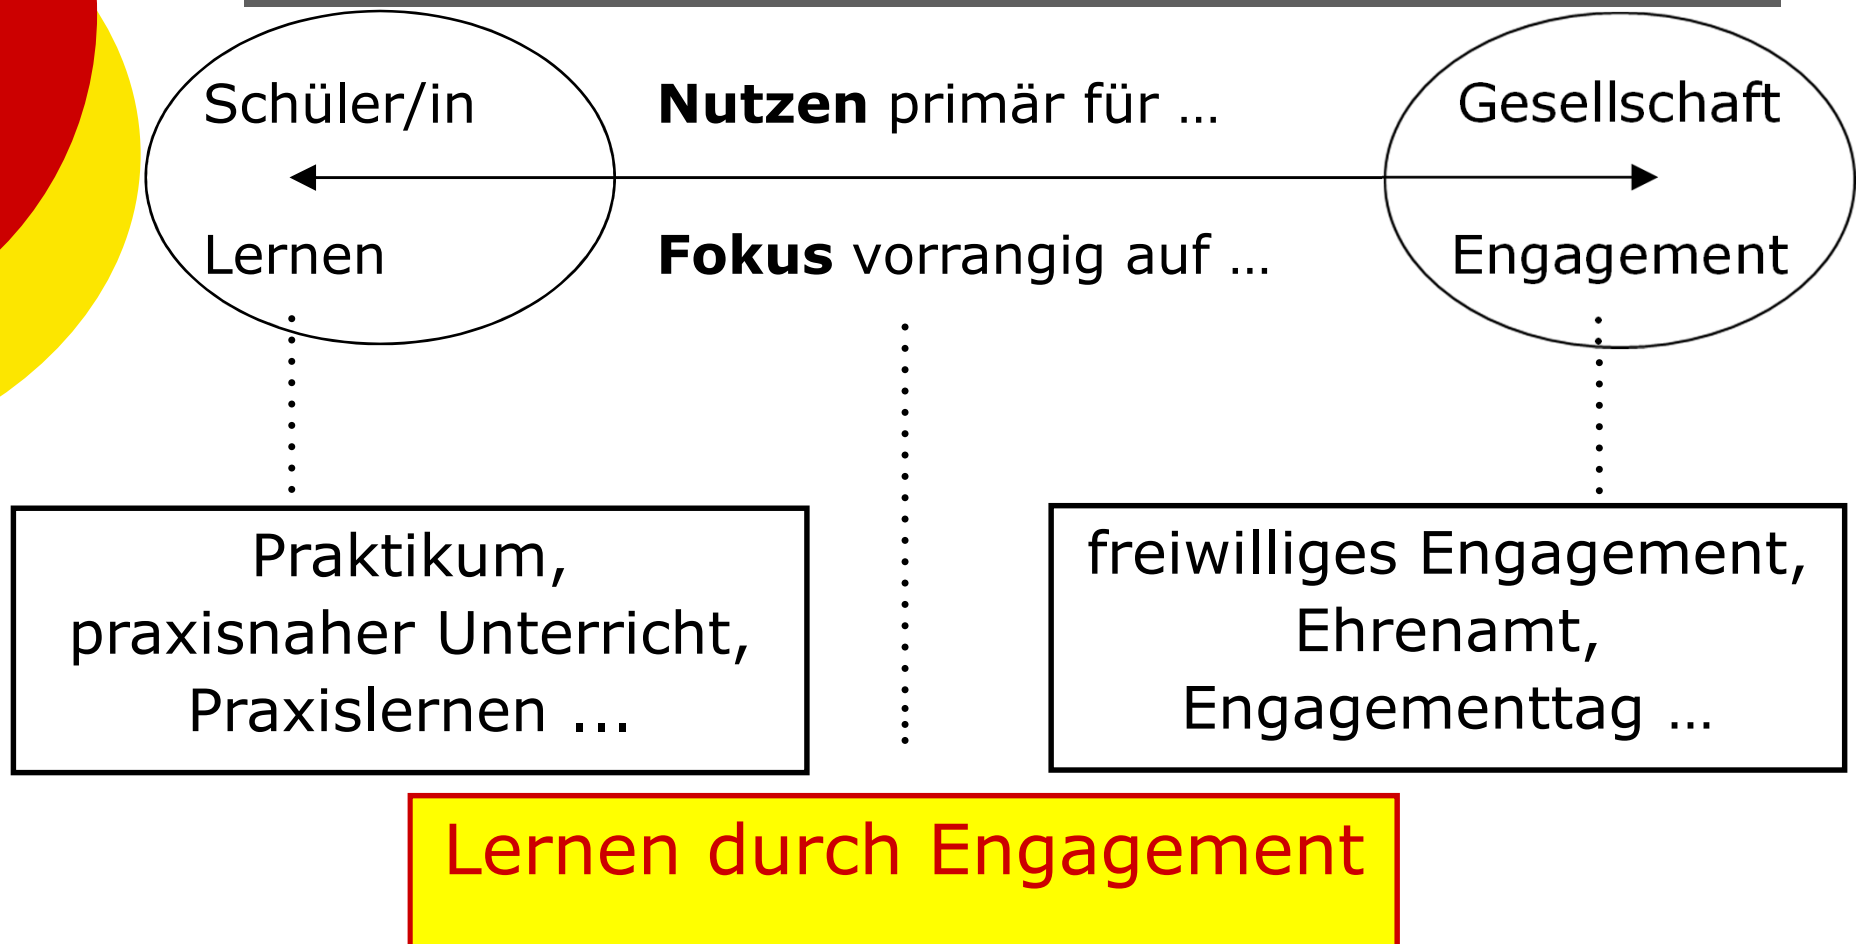 Schüler/in Nutzen primär für … Gesellschaft
Lernen Fokus vorrangig auf … Engagement
Praktikum,
praxisnaher Unterricht,
Praxislernen ...
freiwilliges Engagement,
Ehrenamt,
Engagementtag …
Lernen durch Engagement